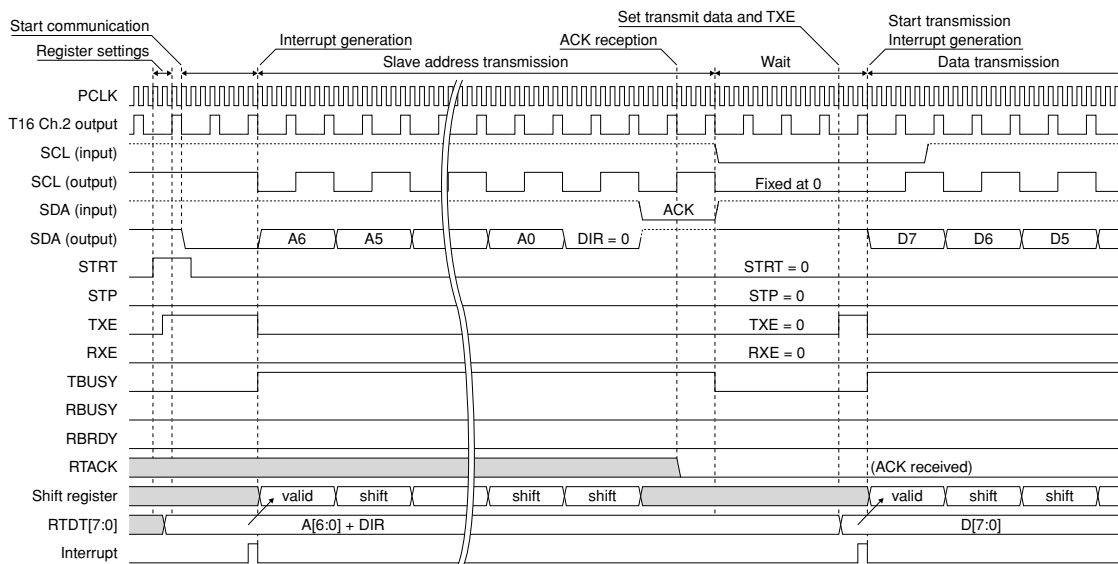 Set transmit data and TXE
Start communication
Start transmission
Register settings
Interrupt generation
ACK reception
Interrupt generation
Slave address transmission
Wait
Data transmission
PCLK
T16 Ch.2 output
SCL (input)
SCL (output)
Fixed at 0
SDA (input)
ACK
SDA (output)
A6
A5
A0
DIR = 0
D7
D6
D5
STRT
STRT = 0
STP
STP = 0
TXE
TXE = 0
RXE
RXE = 0
TBUSY
RBUSY
RBRDY
RTACK
(ACK received)
Shift register
valid
shift
shift
shift
valid
shift
shift
RTDT[7:0]
A[6:0] + DIR
D[7:0]
Interrupt